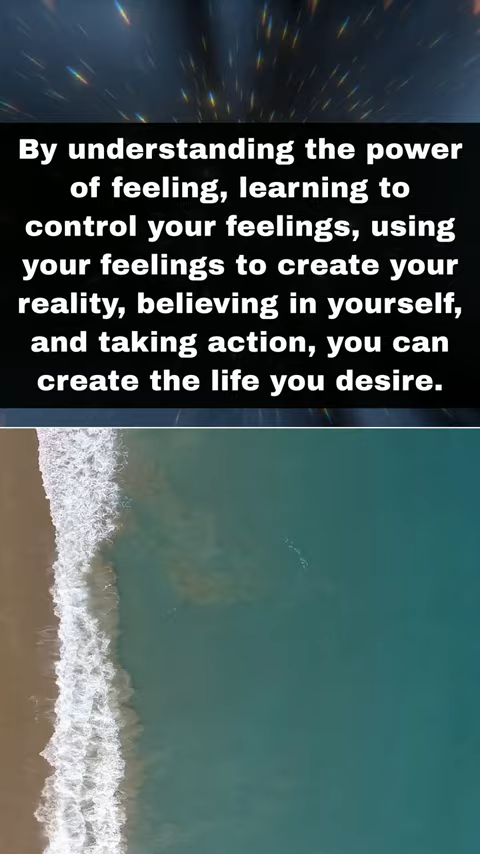 By understanding the power
of feeling, learning to
control your feelings, using
your feelings to create your
reality, believing in yourself,
and taking action, you can
create the life you desire.